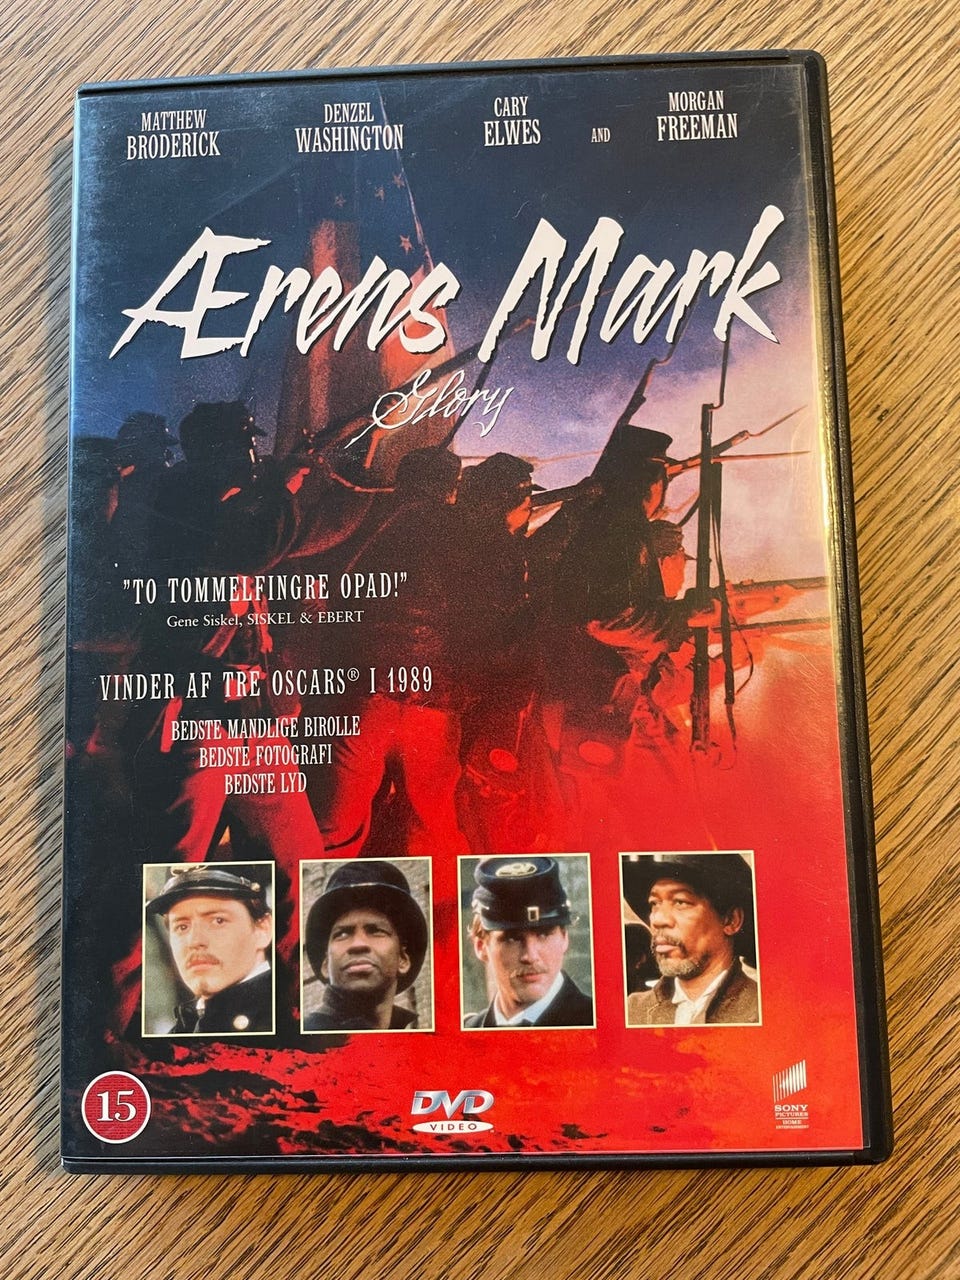 MATTHEW
BRODERICK
DENZEL
WASHINGTON
CARY
ELWES
AND
MORGAN
FREEMAN
Ærens Mark
Glory
"TO TOMMELFINGRE OPAD!"
Gene Siskel, SISKEL & EBERT
VINDER AF TRE OSCARS® I 1989
BEDSTE MANDLIGE BIROLLE
BEDSTE FOTOGRAFI
BEDSTE LYD
15
DVD
VIDEO
SONY
PICTURES
HOME
ENTERTAINMENT